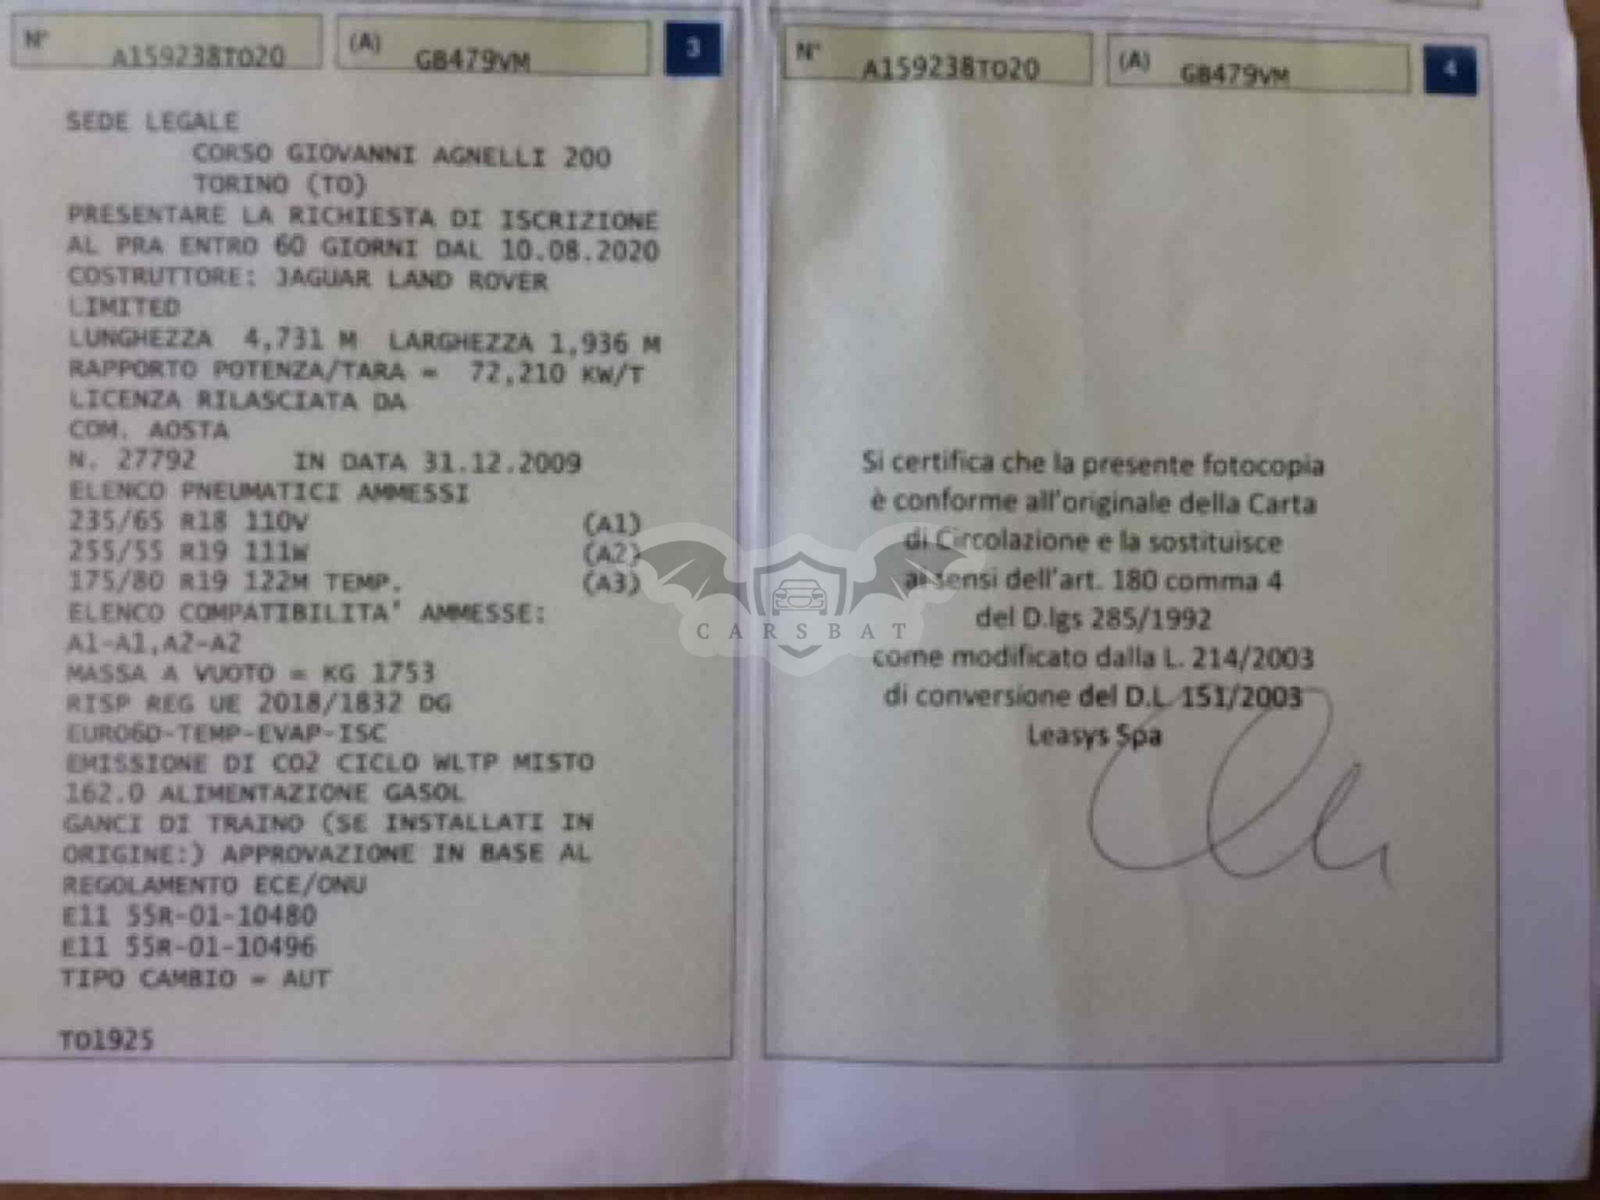 N° A159238TO20 (A) GB479VM 3
SEDE LEGALE
CORSO GIOVANNI AGNELLI 200
TORINO (TO)
PRESENTARE LA RICHIESTA DI ISCRIZIONE
AL PRA ENTRO 60 GIORNI DAL 10.08.2020
COSTRUTTORE: JAGUAR LAND ROVER
LIMITED
LUNGHEZZA 4,731 M LARGHEZZA 1,936 M
RAPPORTO POTENZA/TARA = 72,210 KW/T
LICENZA RILASCIATA DA
COM. AOSTA
N. 27792 IN DATA 31.12.2009
ELENCO PNEUMATICI AMMESSI
235/65 R18 110V (A1)
255/55 R19 111W (A2)
175/80 R19 122M TEMP. (A3)
ELENCO COMPATIBILITA' AMMESSE:
A1-A1,A2-A2
MASSA A VUOTO = KG 1753
RISP REG UE 2018/1832 DG
EURO6D-TEMP-EVAP-ISC
EMISSIONE DI CO2 CICLO WLTP MISTO
162.0 ALIMENTAZIONE GASOL
GANCI DI TRAINO (SE INSTALLATI IN
ORIGINE:) APPROVAZIONE IN BASE AL
REGOLAMENTO ECE/ONU
E11 55R-01-10480
E11 55R-01-10496
TIPO CAMBIO = AUT
TO1925
N° A159238TO20 (A) GB479VM 4
Si certifica che la presente fotocopia
è conforme all'originale della Carta
di Circolazione e la sostituisce
ai sensi dell'art. 180 comma 4
del D.lgs 285/1992
come modificato dalla L. 214/2003
di conversione del D.L 151/2003
Leasys Spa
CARSBAT